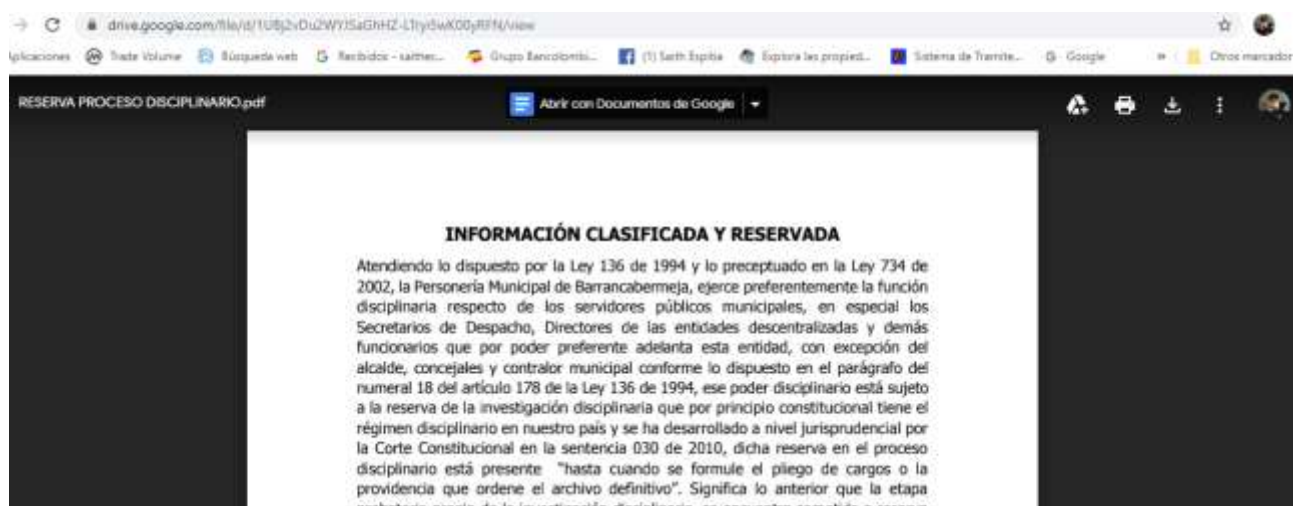 drive.google.com/file/d/
Aplicaciones Trade Volume Búsqueda web Recibidos - saither... Grupo Bancolombi... (1) Saith Espitia Explora las propied... Sistema de Tramite... Google » Otros marcador
RESERVA PROCESO DISCIPLINARIO.pdf Abrir con Documentos de Google
INFORMACIÓN CLASIFICADA Y RESERVADA
Atendiendo lo dispuesto por la Ley 136 de 1994 y lo preceptuado en la Ley 734 de
2002, la Personería Municipal de Barrancabermeja, ejerce preferentemente la función
disciplinaria respecto de los servidores públicos municipales, en especial los
Secretarios de Despacho, Directores de las entidades descentralizadas y demás
funcionarios que por poder preferente adelanta esta entidad, con excepción del
alcalde, concejales y contralor municipal conforme lo dispuesto en el parágrafo del
numeral 18 del artículo 178 de la Ley 136 de 1994, ese poder disciplinario está sujeto
a la reserva de la investigación disciplinaria que por principio constitucional tiene el
régimen disciplinario en nuestro país y se ha desarrollado a nivel jurisprudencial por
la Corte Constitucional en la sentencia 030 de 2010, dicha reserva en el proceso
disciplinario está presente "hasta cuando se formule el pliego de cargos o la
providencia que ordene el archivo definitivo". Significa lo anterior que la etapa